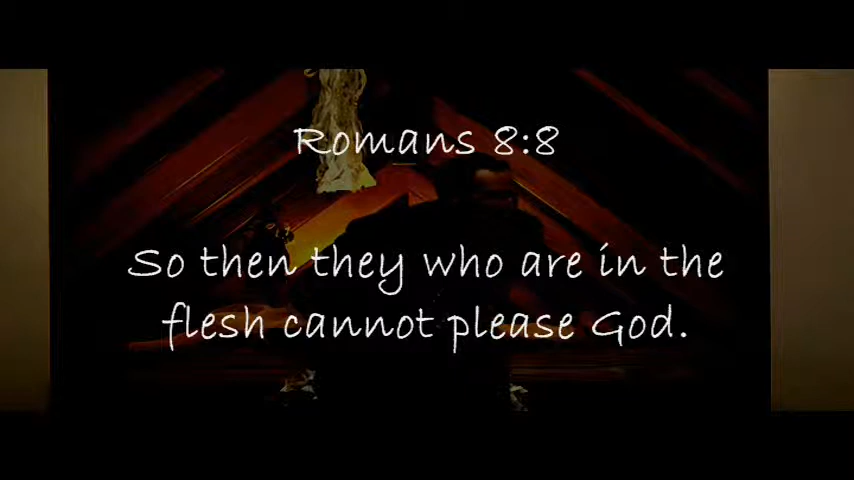 Romans 8:8
So then they who are in the
flesh cannot please God.